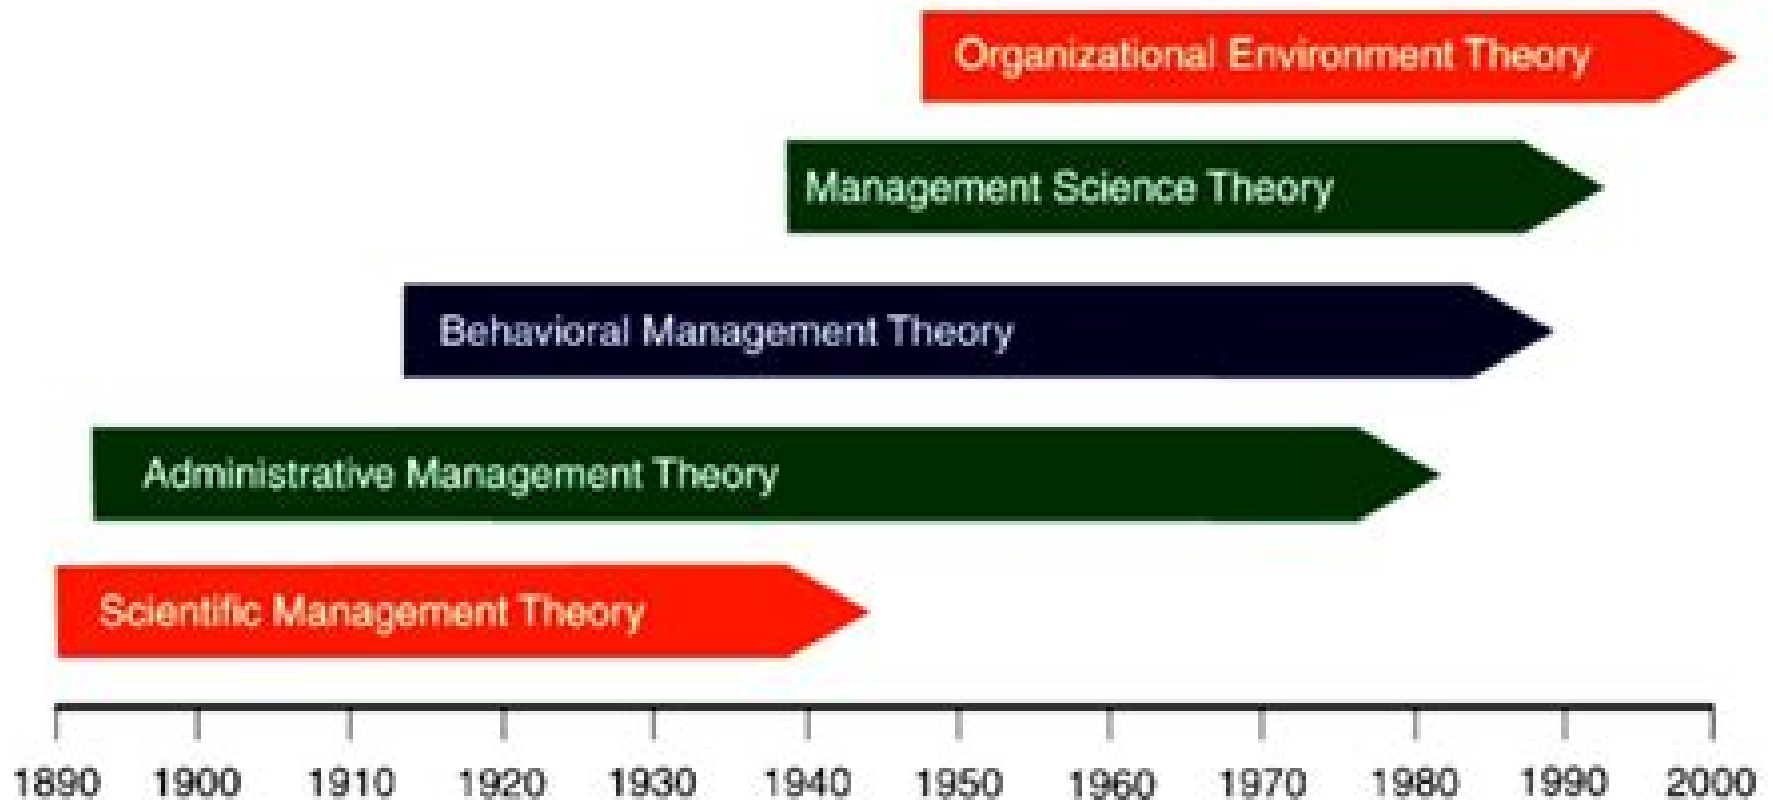 Organizational Environment Theory
Management Science Theory
Behavioral Management Theory
Administrative Management Theory
Scientific Management Theory
1890 1900 1910 1920 1930 1940 1950 1960 1970 1980 1990 2000